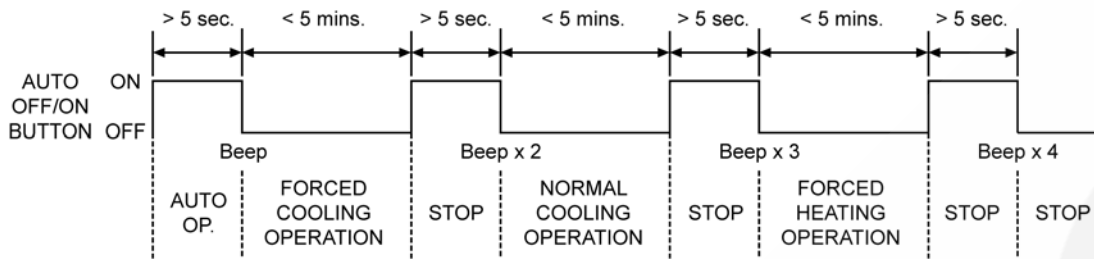 > 5 sec. < 5 mins. > 5 sec. < 5 mins. > 5 sec. < 5 mins. > 5 sec.
AUTO ON
OFF/ON
BUTTON OFF
Beep Beep x 2 Beep x 3 Beep x 4
AUTO
OP.
FORCED
COOLING
OPERATION
STOP
NORMAL
COOLING
OPERATION
STOP
FORCED
HEATING
OPERATION
STOP
STOP